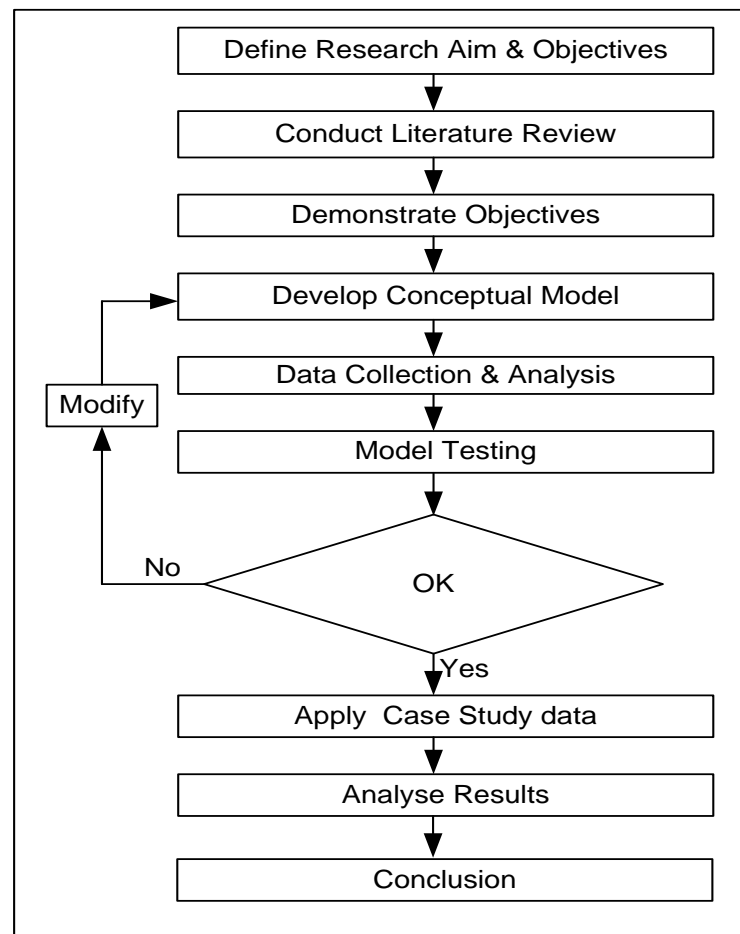 Define Research Aim & Objectives
Conduct Literature Review
Demonstrate Objectives
Develop Conceptual Model
Data Collection & Analysis
Modify
Model Testing
No
OK
Yes
Apply Case Study data
Analyse Results
Conclusion